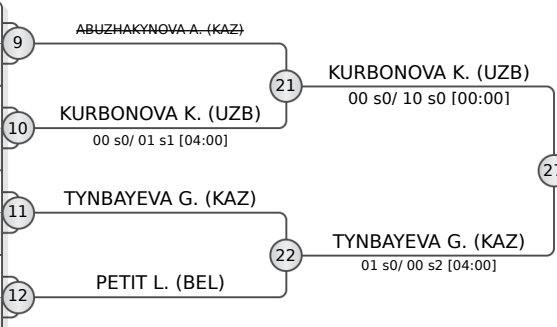 ABUZHAKYNOVA A. (KAZ)
9
21
KURBONOVA K. (UZB)
00 s0/ 10 s0 [00:00]
KURBONOVA K. (UZB)
10
00 s0/ 01 s1 [04:00]
TYNBAYEVA G. (KAZ)
11
22
TYNBAYEVA G. (KAZ)
01 s0/ 00 s2 [04:00]
PETIT L. (BEL)
12